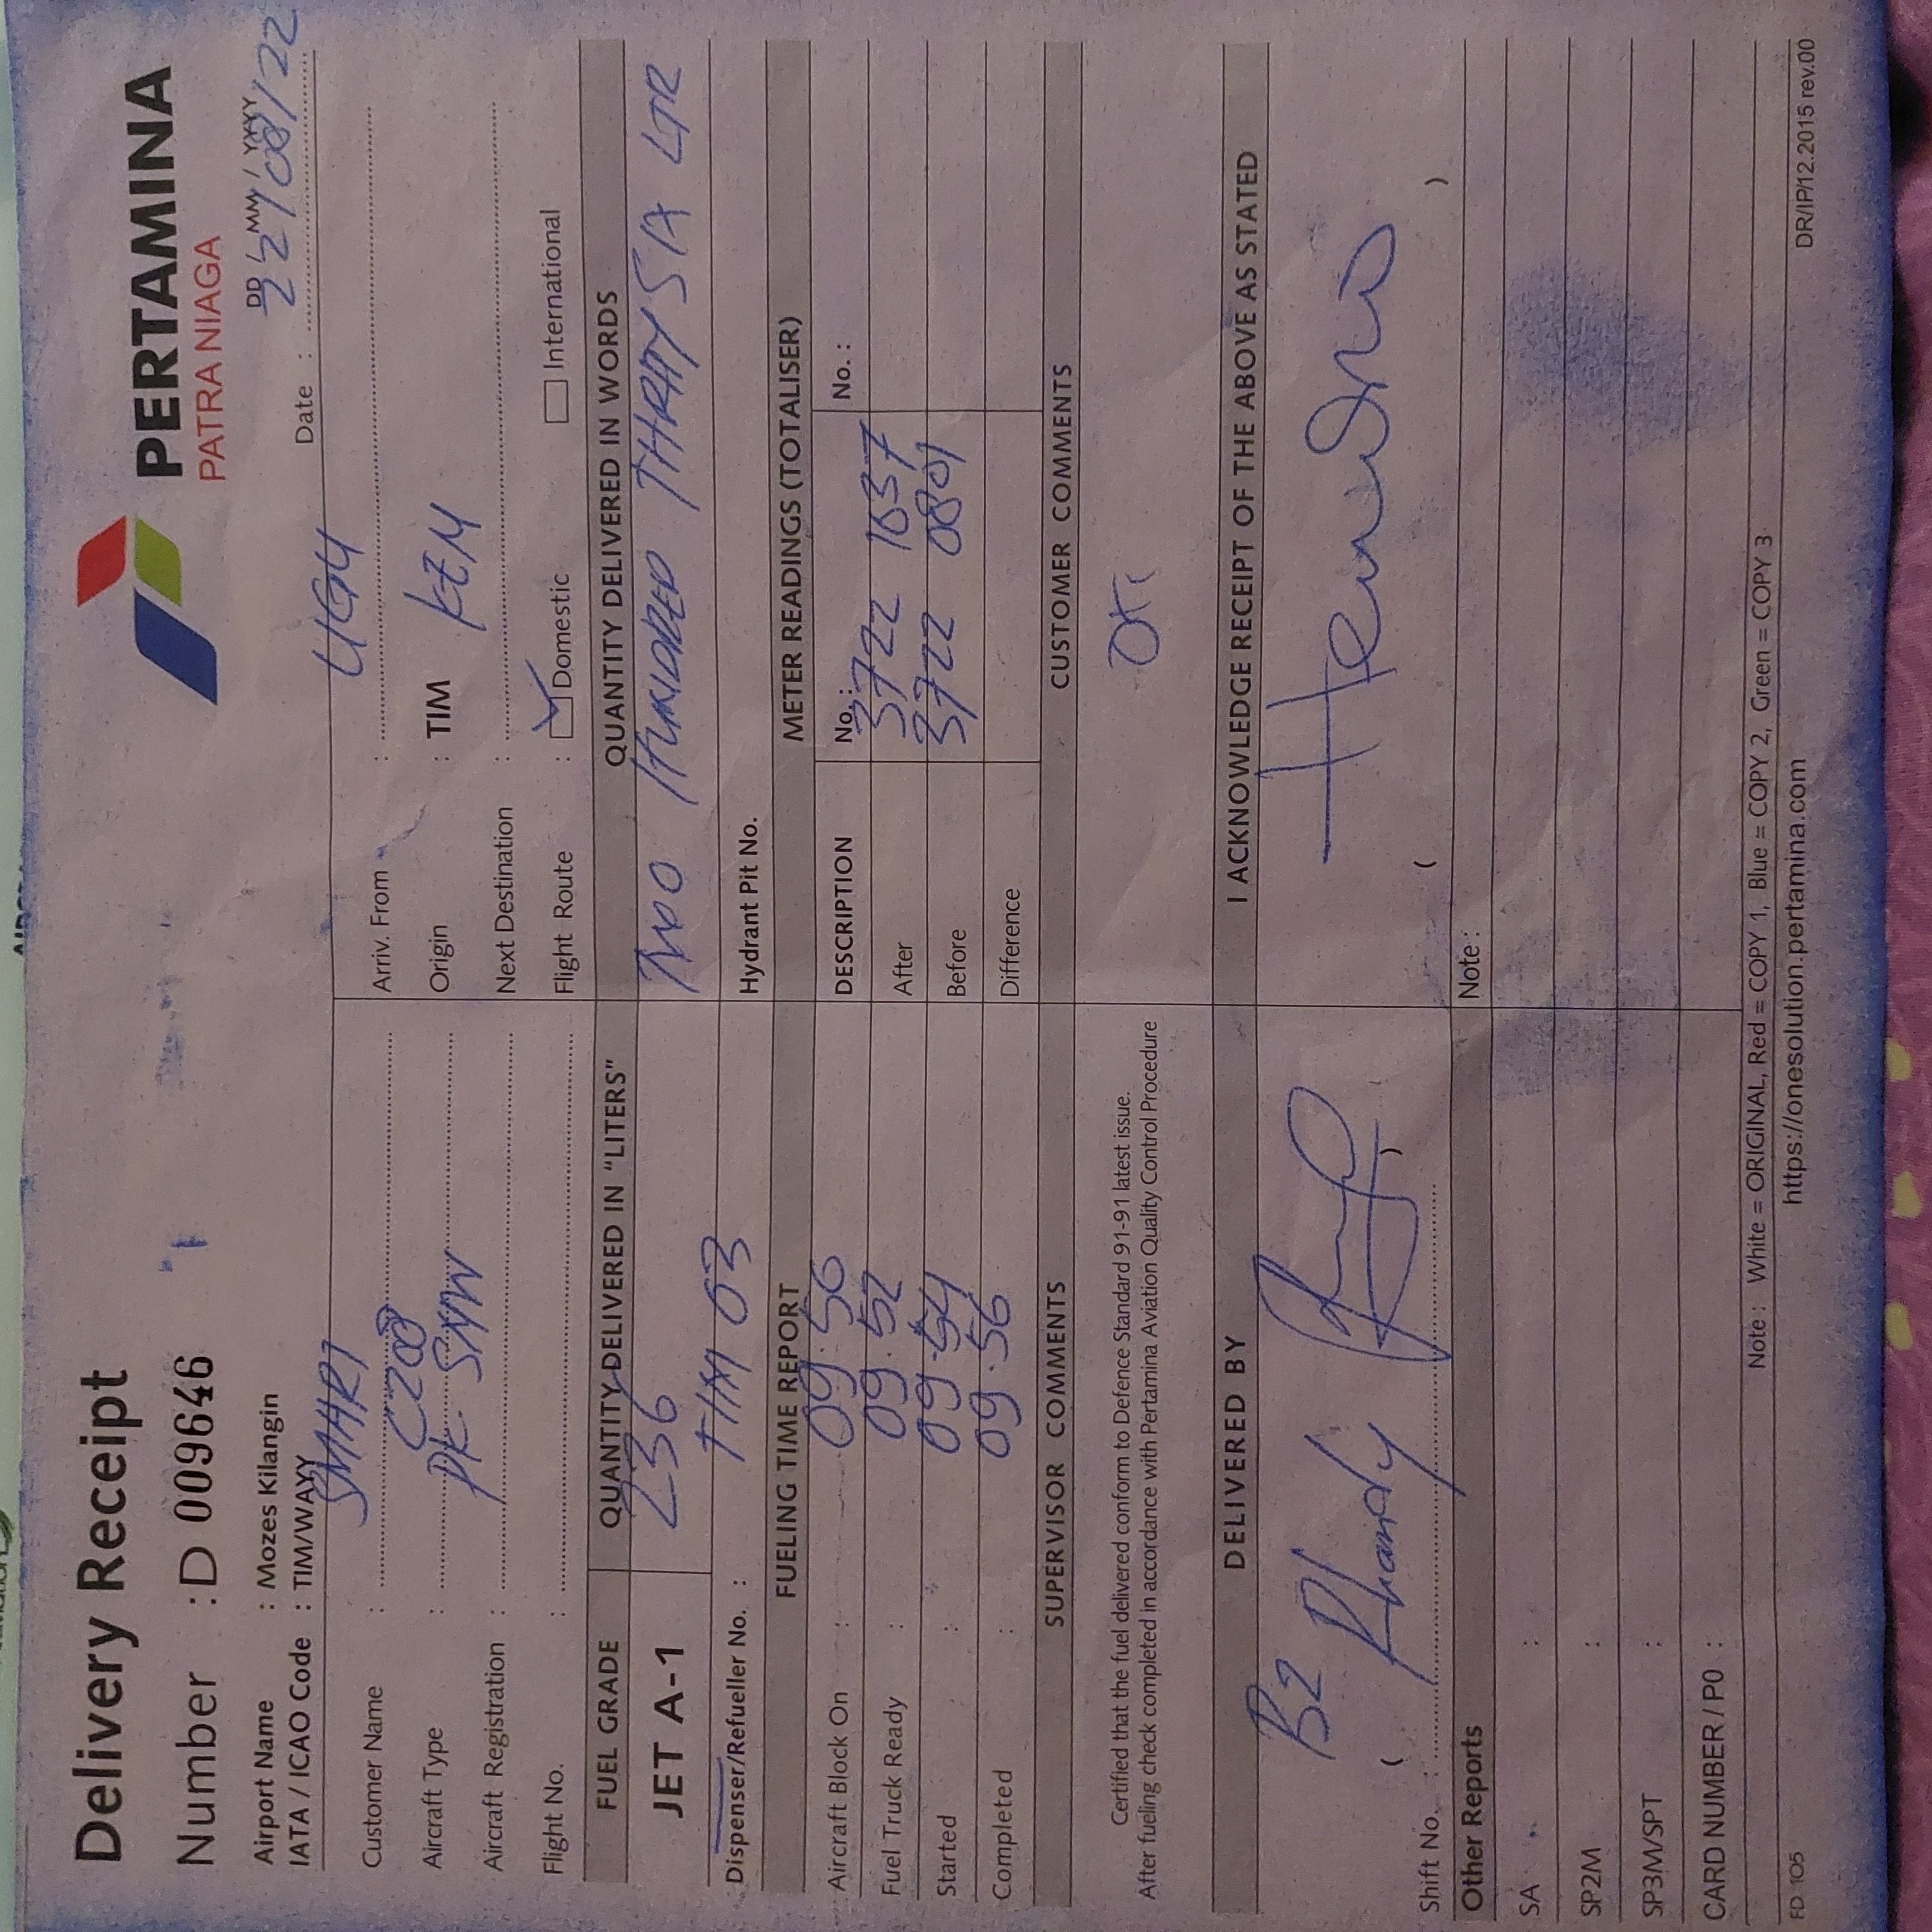 Delivery Receipt
PERTAMINA
PATRA NIAGA
Number : D 009646
DD / MM / YYYY
Date : 22/08/22
Airport Name : Mozes Kilangin
IATA / ICAO Code : TIM/WAYY
Customer Name : SMART
Arriv. From : UGU
Aircraft Type : C208
Origin : TIM
Aircraft Registration : PK-SNW
Next Destination : KEM
Flight No. :
Flight Route : Domestic International
FUEL GRADE QUANTITY DELIVERED IN "LITERS" QUANTITY DELIVERED IN WORDS
JET A-1 236 TWO HUNDRED LTR
Dispenser/Refueller No. : TIM 03
Hydrant Pit No.
FUELING TIME REPORT METER READINGS (TOTALISER)
Aircraft Block On : 09.50
DESCRIPTION No. : No. :
Fuel Truck Ready : 09.52
After 3722 1037
Started : 09.54
Before 3722 0801
Completed : 09.56
Difference
SUPERVISOR COMMENTS CUSTOMER COMMENTS
Certified that the fuel delivered conform to Defence Standard 91-91 latest issue.
After fueling check completed in accordance with Pertamina Aviation Quality Control Procedure
DELIVERED BY I ACKNOWLEDGE RECEIPT OF THE ABOVE AS STATED
B2
Rhandy
Hendro
Shift No. : ( ) ( )
Other Reports Note :
SA :
SP2M :
SP3M/SPT :
CARD NUMBER / P0 :
Note : White = ORIGINAL, Red = COPY 1, Blue = COPY 2, Green = COPY 3
FD 105
https://onesolution.pertamina.com
DR/IP/12.2015 rev.00